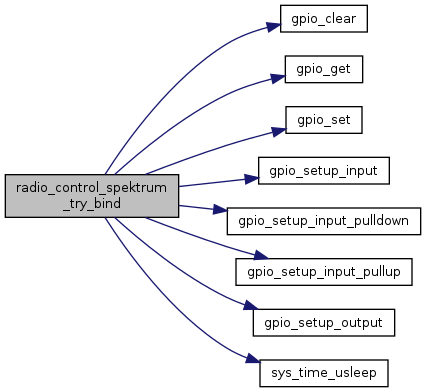 radio_control_spektrum
_try_bind
gpio_clear
gpio_get
gpio_set
gpio_setup_input
gpio_setup_input_pulldown
gpio_setup_input_pullup
gpio_setup_output
sys_time_usleep